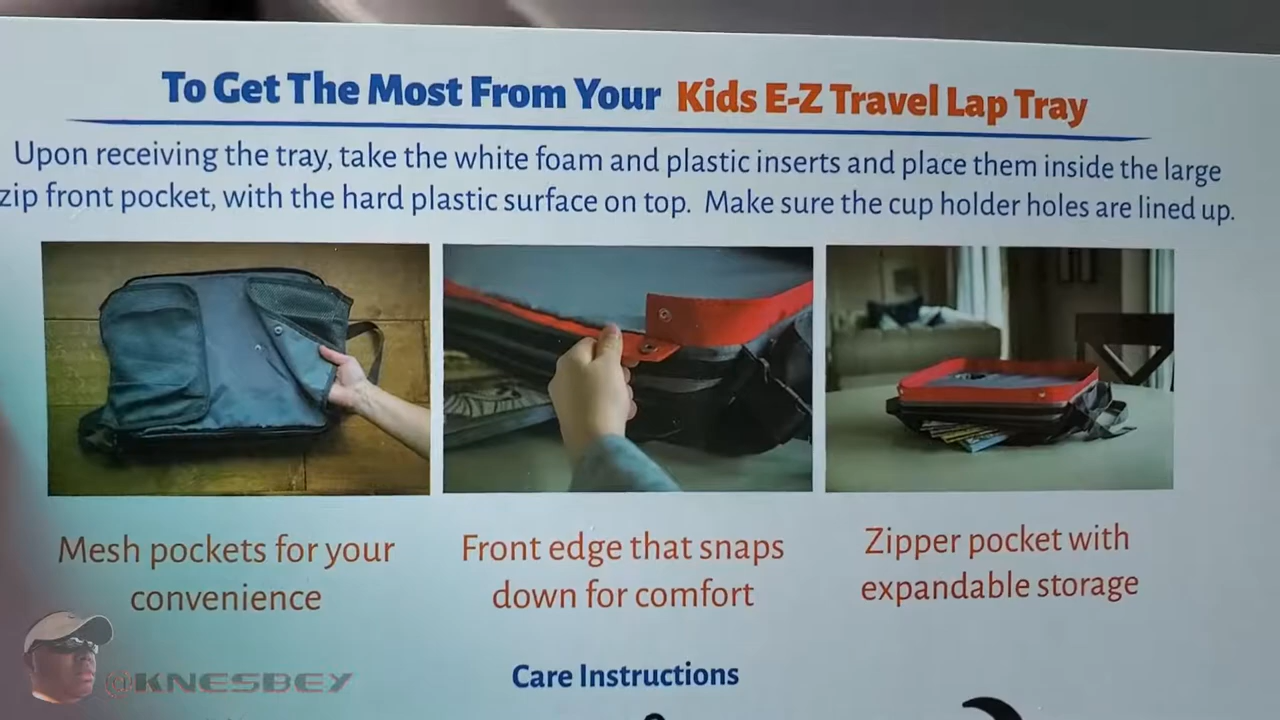 To Get The Most From Your Kids E-Z Travel Lap Tray
Upon receiving the tray, take the white foam and plastic inserts and place them inside the large
zip front pocket, with the hard plastic surface on top. Make sure the cup holder holes are lined up.
Mesh pockets for your
convenience
Front edge that snaps
down for comfort
Zipper pocket with
expandable storage
Care Instructions
@KNESBEY